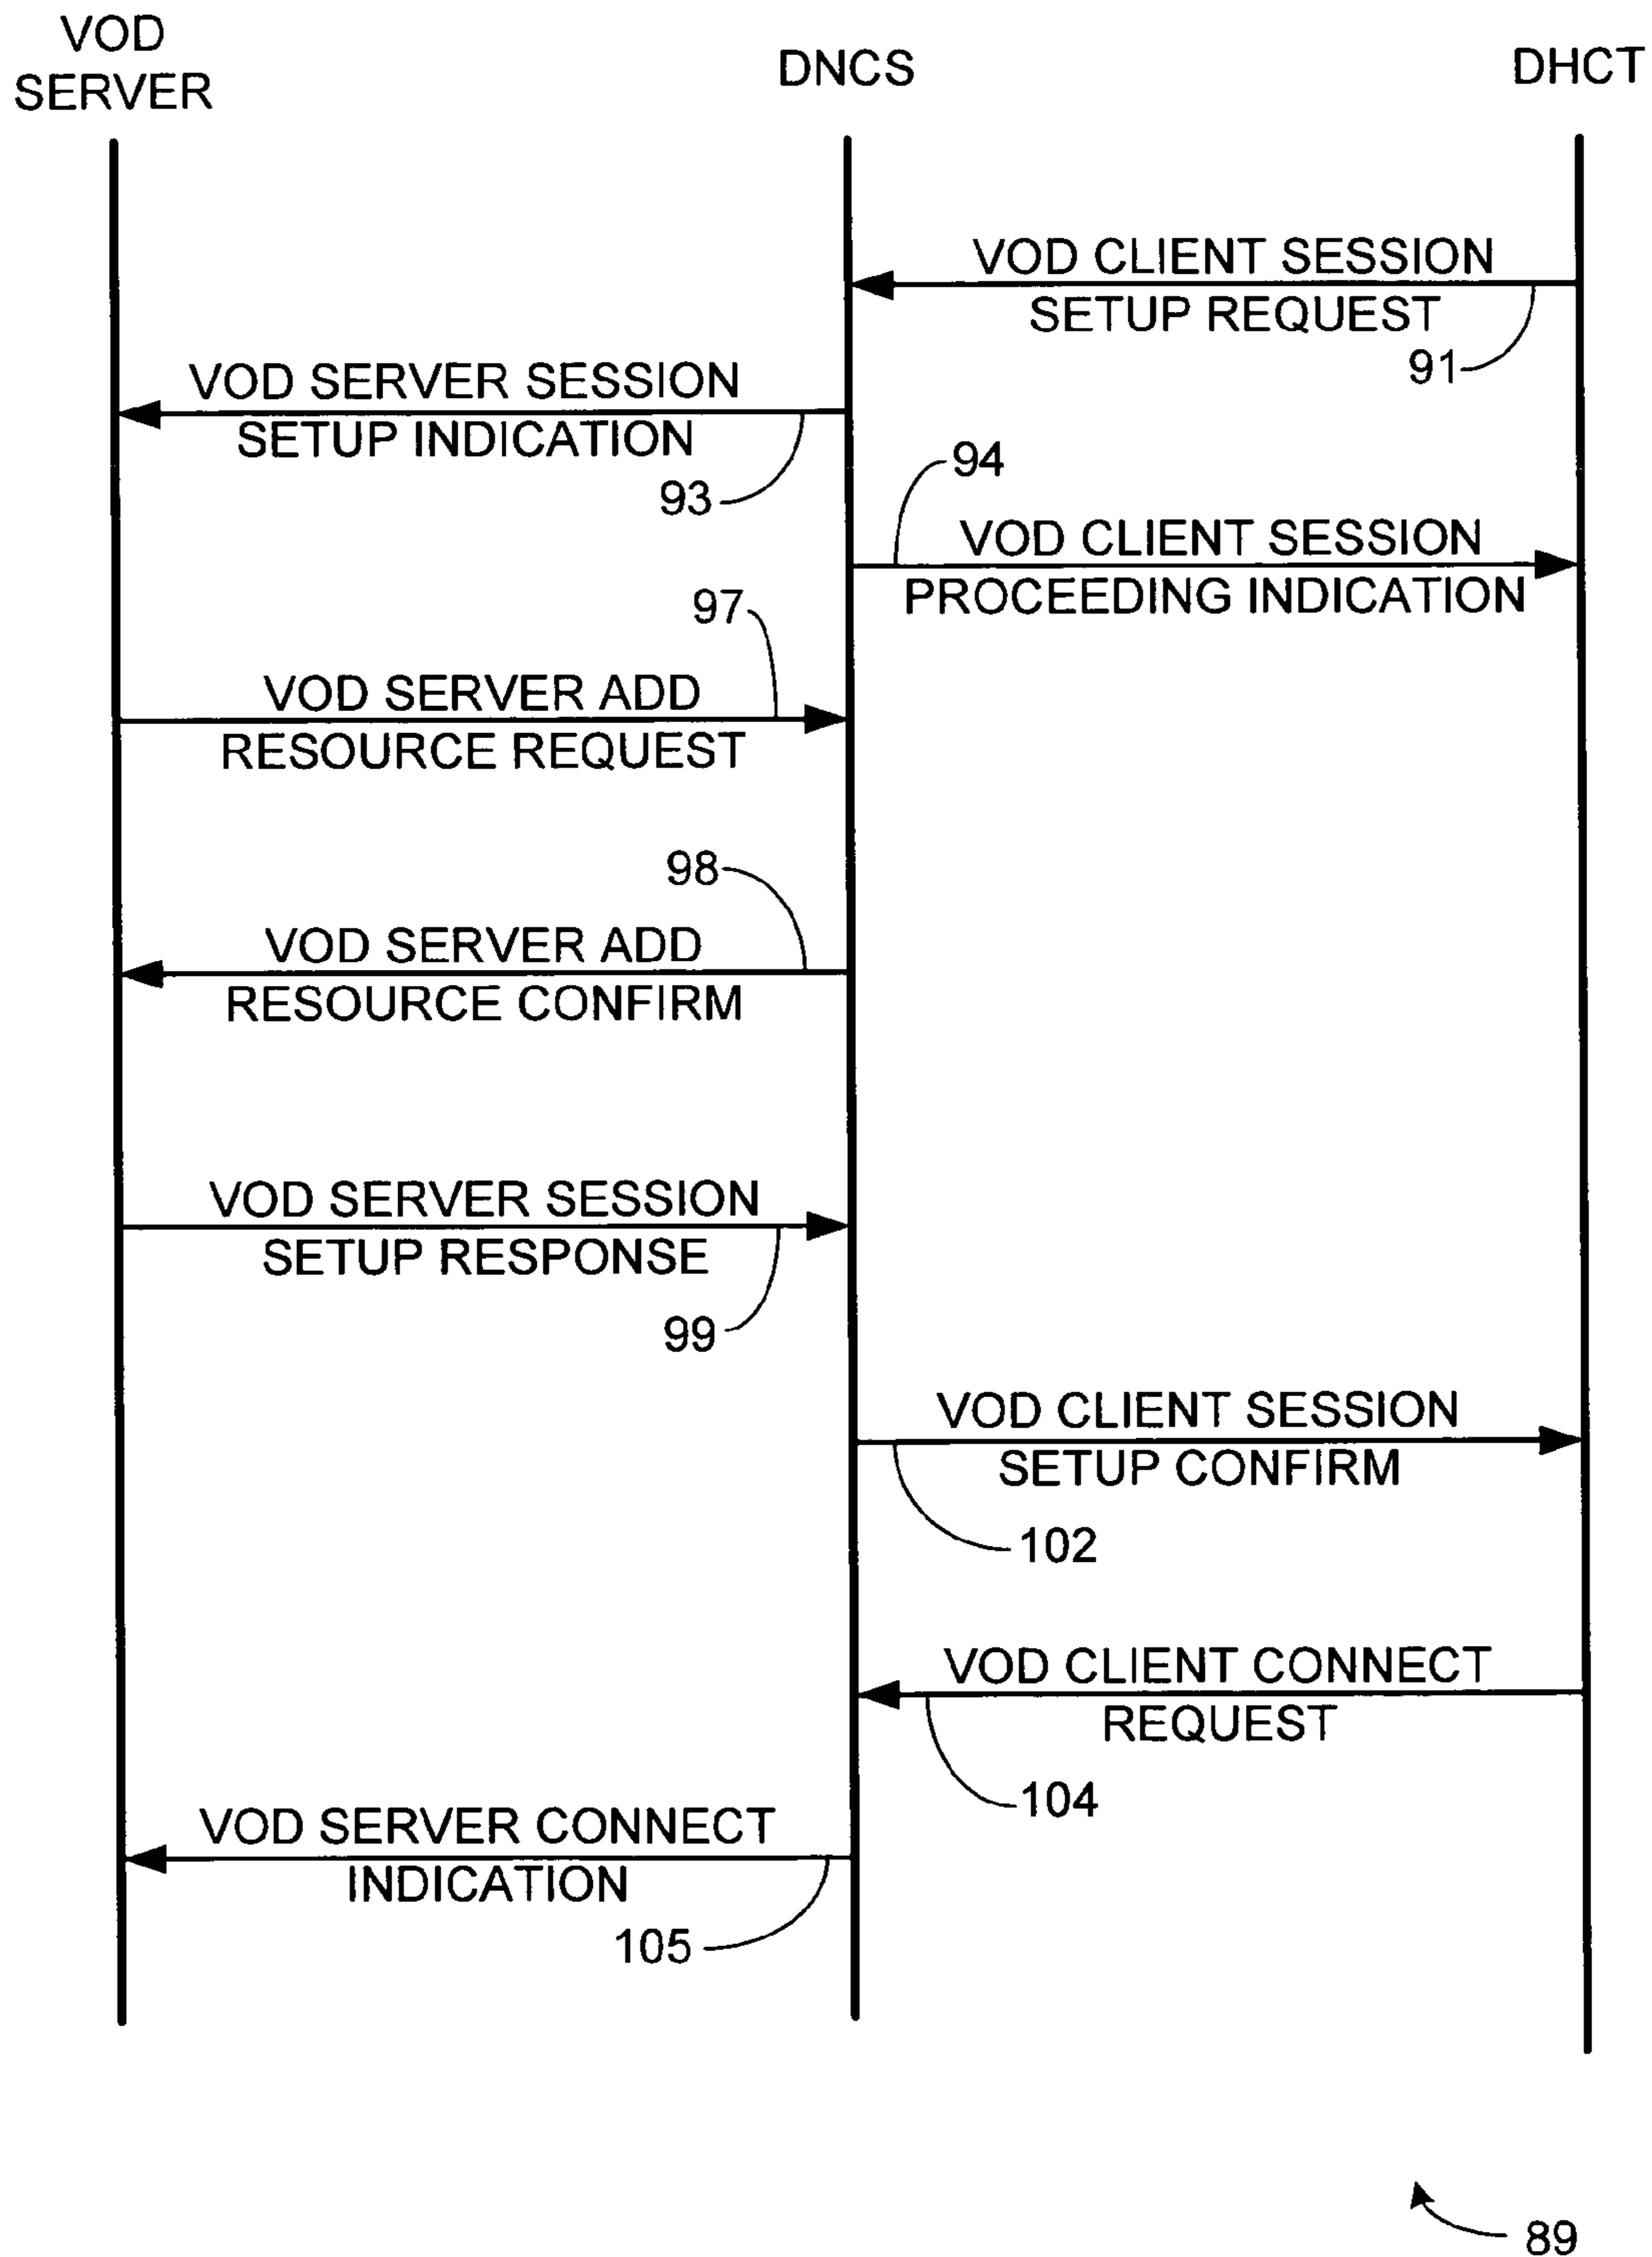 VOD
SERVER
DNCS
DHCT
VOD CLIENT SESSION
SETUP REQUEST
91
VOD SERVER SESSION
SETUP INDICATION
93
94
VOD CLIENT SESSION
PROCEEDING INDICATION
97
VOD SERVER ADD
RESOURCE REQUEST
98
VOD SERVER ADD
RESOURCE CONFIRM
VOD SERVER SESSION
SETUP RESPONSE
99
VOD CLIENT SESSION
SETUP CONFIRM
102
VOD CLIENT CONNECT
REQUEST
104
VOD SERVER CONNECT
INDICATION
105
89